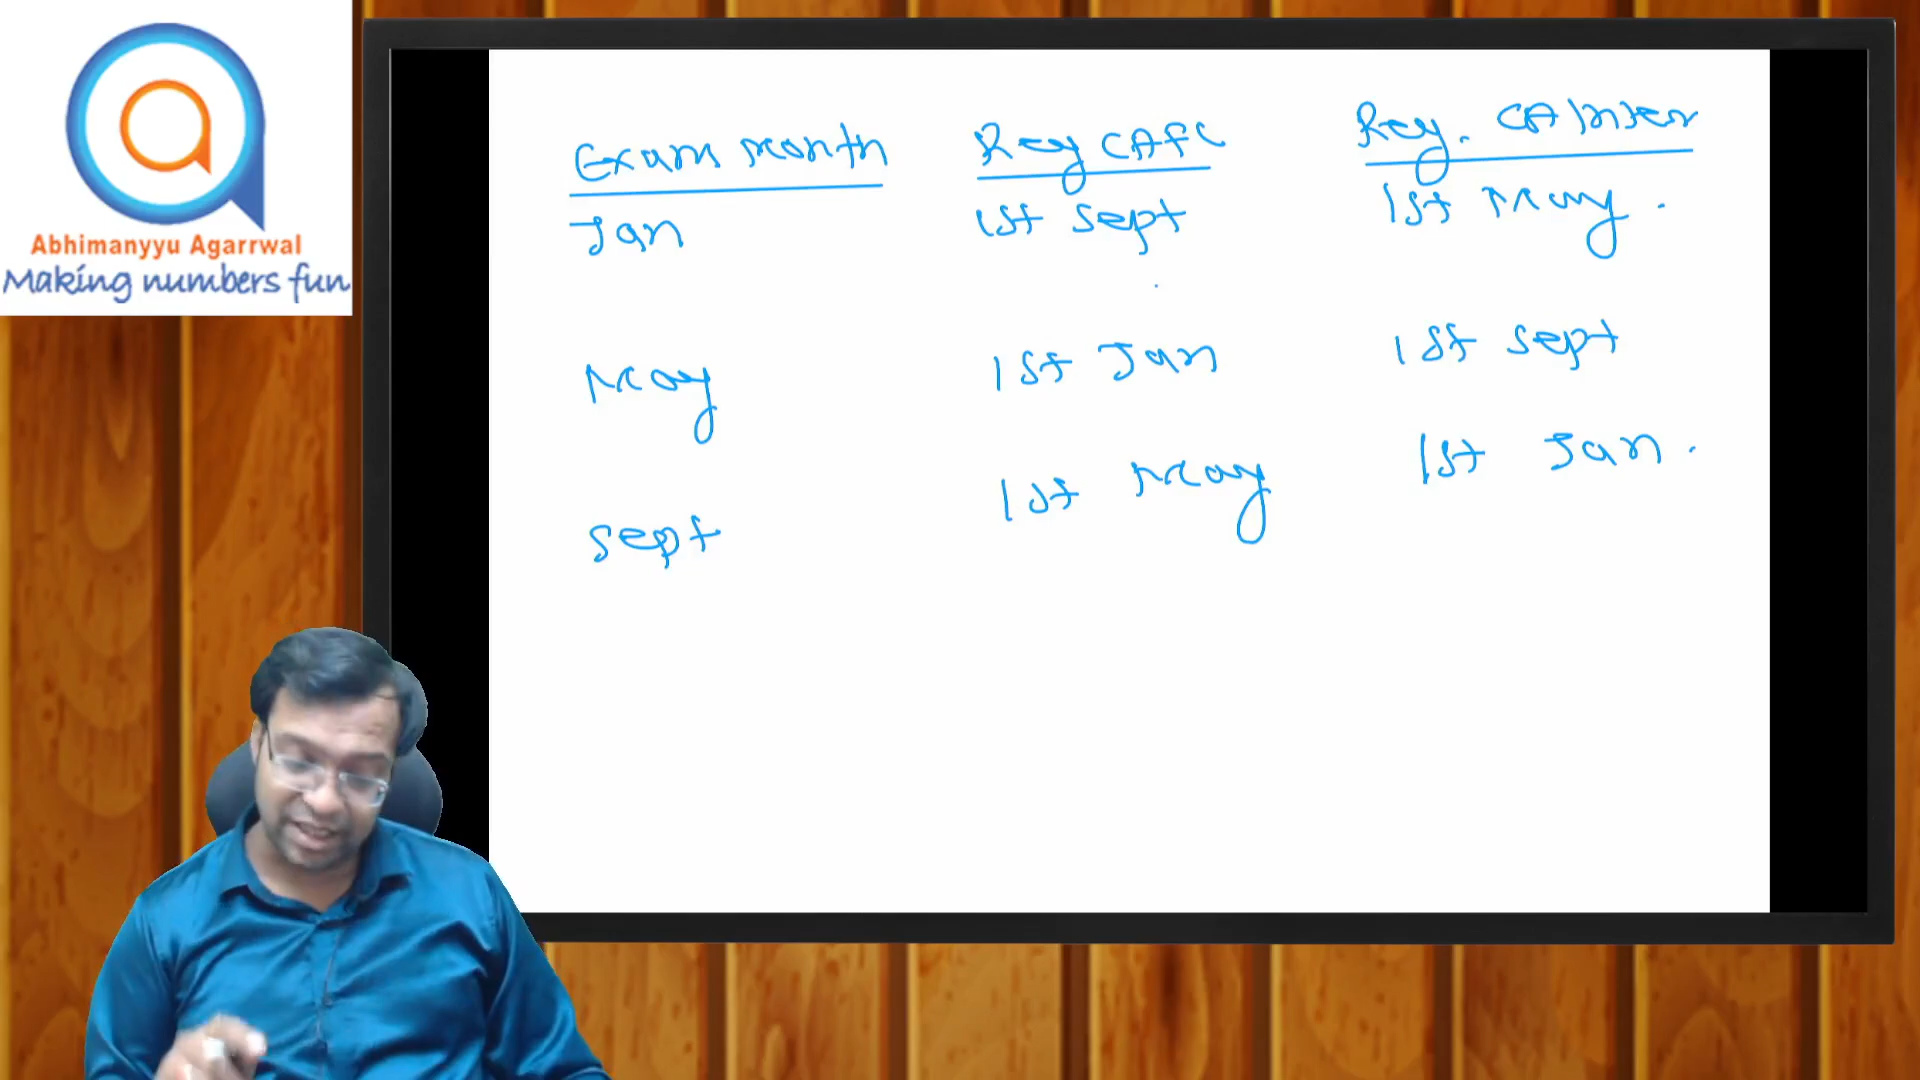 Abhimanyyu Agarrwal
Making numbers fun
Exam month Reg CAFC Reg. CA Inter
Jan 1st Sept 1st May.
May 1st Jan 1st Sept
Sept 1st May 1st Jan.